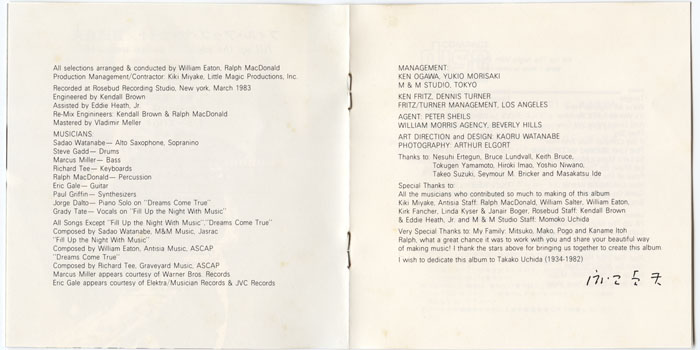 All selections arranged & conducted by William Eaton, Ralph MacDonald
Production Management/Contractor: Kiki Miyake, Little Magic Productions, Inc.
Recorded at Rosebud Recording Studio, New york, March 1983
Engineered by Kendall Brown
Assisted by Eddie Heath, Jr.
Re-Mix Enginineers: Kendall Brown & Ralph MacDonald
Mastered by Vladimir Meller
MUSICIANS:
Sadao Watanabe— Alto Saxophone, Sopranino
Steve Gadd— Drums
Marcus Miller— Bass
Richard Tee— Keyboards
Ralph MacDonald— Percussion
Eric Gale— Guitar
Paul Griffin— Synthesizers
Jorge Dalto— Piano Solo on "Dreams Come True"
Grady Tate— Vocals on "Fill Up the Night With Music"
All Songs Except "Fill Up the Night With Music", "Dreams Come True"
Composed by Sadao Watanabe, M&M Music, Jasrac
"Fill Up the Night With Music"
Composed by William Eaton, Antisia Music, ASCAP
"Dreams Come True"
Composed by Richard Tee, Graveyard Music, ASCAP
Marcus Miller appears courtesy of Warner Bros. Records
Eric Gale appears courtesy of Elektra/Musician Records & JVC Records
MANAGEMENT:
KEN OGAWA, YUKIO MORISAKI
M & M STUDIO, TOKYO
KEN FRITZ, DENNIS TURNER
FRITZ/TURNER MANAGEMENT, LOS ANGELES
AGENT: PETER SHEILS
WILLIAM MORRIS AGENCY, BEVERLY HILLS
ART DIRECTION and DESIGN: KAORU WATANABE
PHOTOGRAPHY: ARTHUR ELGORT
Thanks to: Nesuhi Ertegun, Bruce Lundvall, Keith Bruce,
Tokugen Yamamoto, Hiroki Imao, Yoshio Niwano,
Takeo Suzuki, Seymour M. Bricker and Masakatsu Ide
Special Thanks to:
All the musicians who contributed so much to making of this album
Kiki Miyake, Antisia Staff: Ralph MacDonald, William Salter, William Eaton,
Kirk Fancher, Linda Kyser & Janair Boger, Rosebud Staff: Kendall Brown
& Eddie Heath, Jr. and M & M Studio Staff: Momoko Uchida
Very Special Thanks to: My Family: Mitsuko, Mako, Pogo and Kaname Itoh
Ralph, what a great chance it was to work with you and share your beautiful way
of making music! I thank the stars above for bringing us together to create this album
I wish to dedicate this album to Takako Uchida (1934-1982)